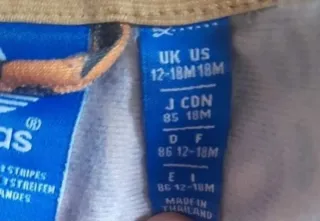 UK US
12-18M 18M
J CDN
85 18M
D F
86 12-18M
E I
86 12-18M
MADE IN
THAILAND
as®
STRIPES
STREIFEN